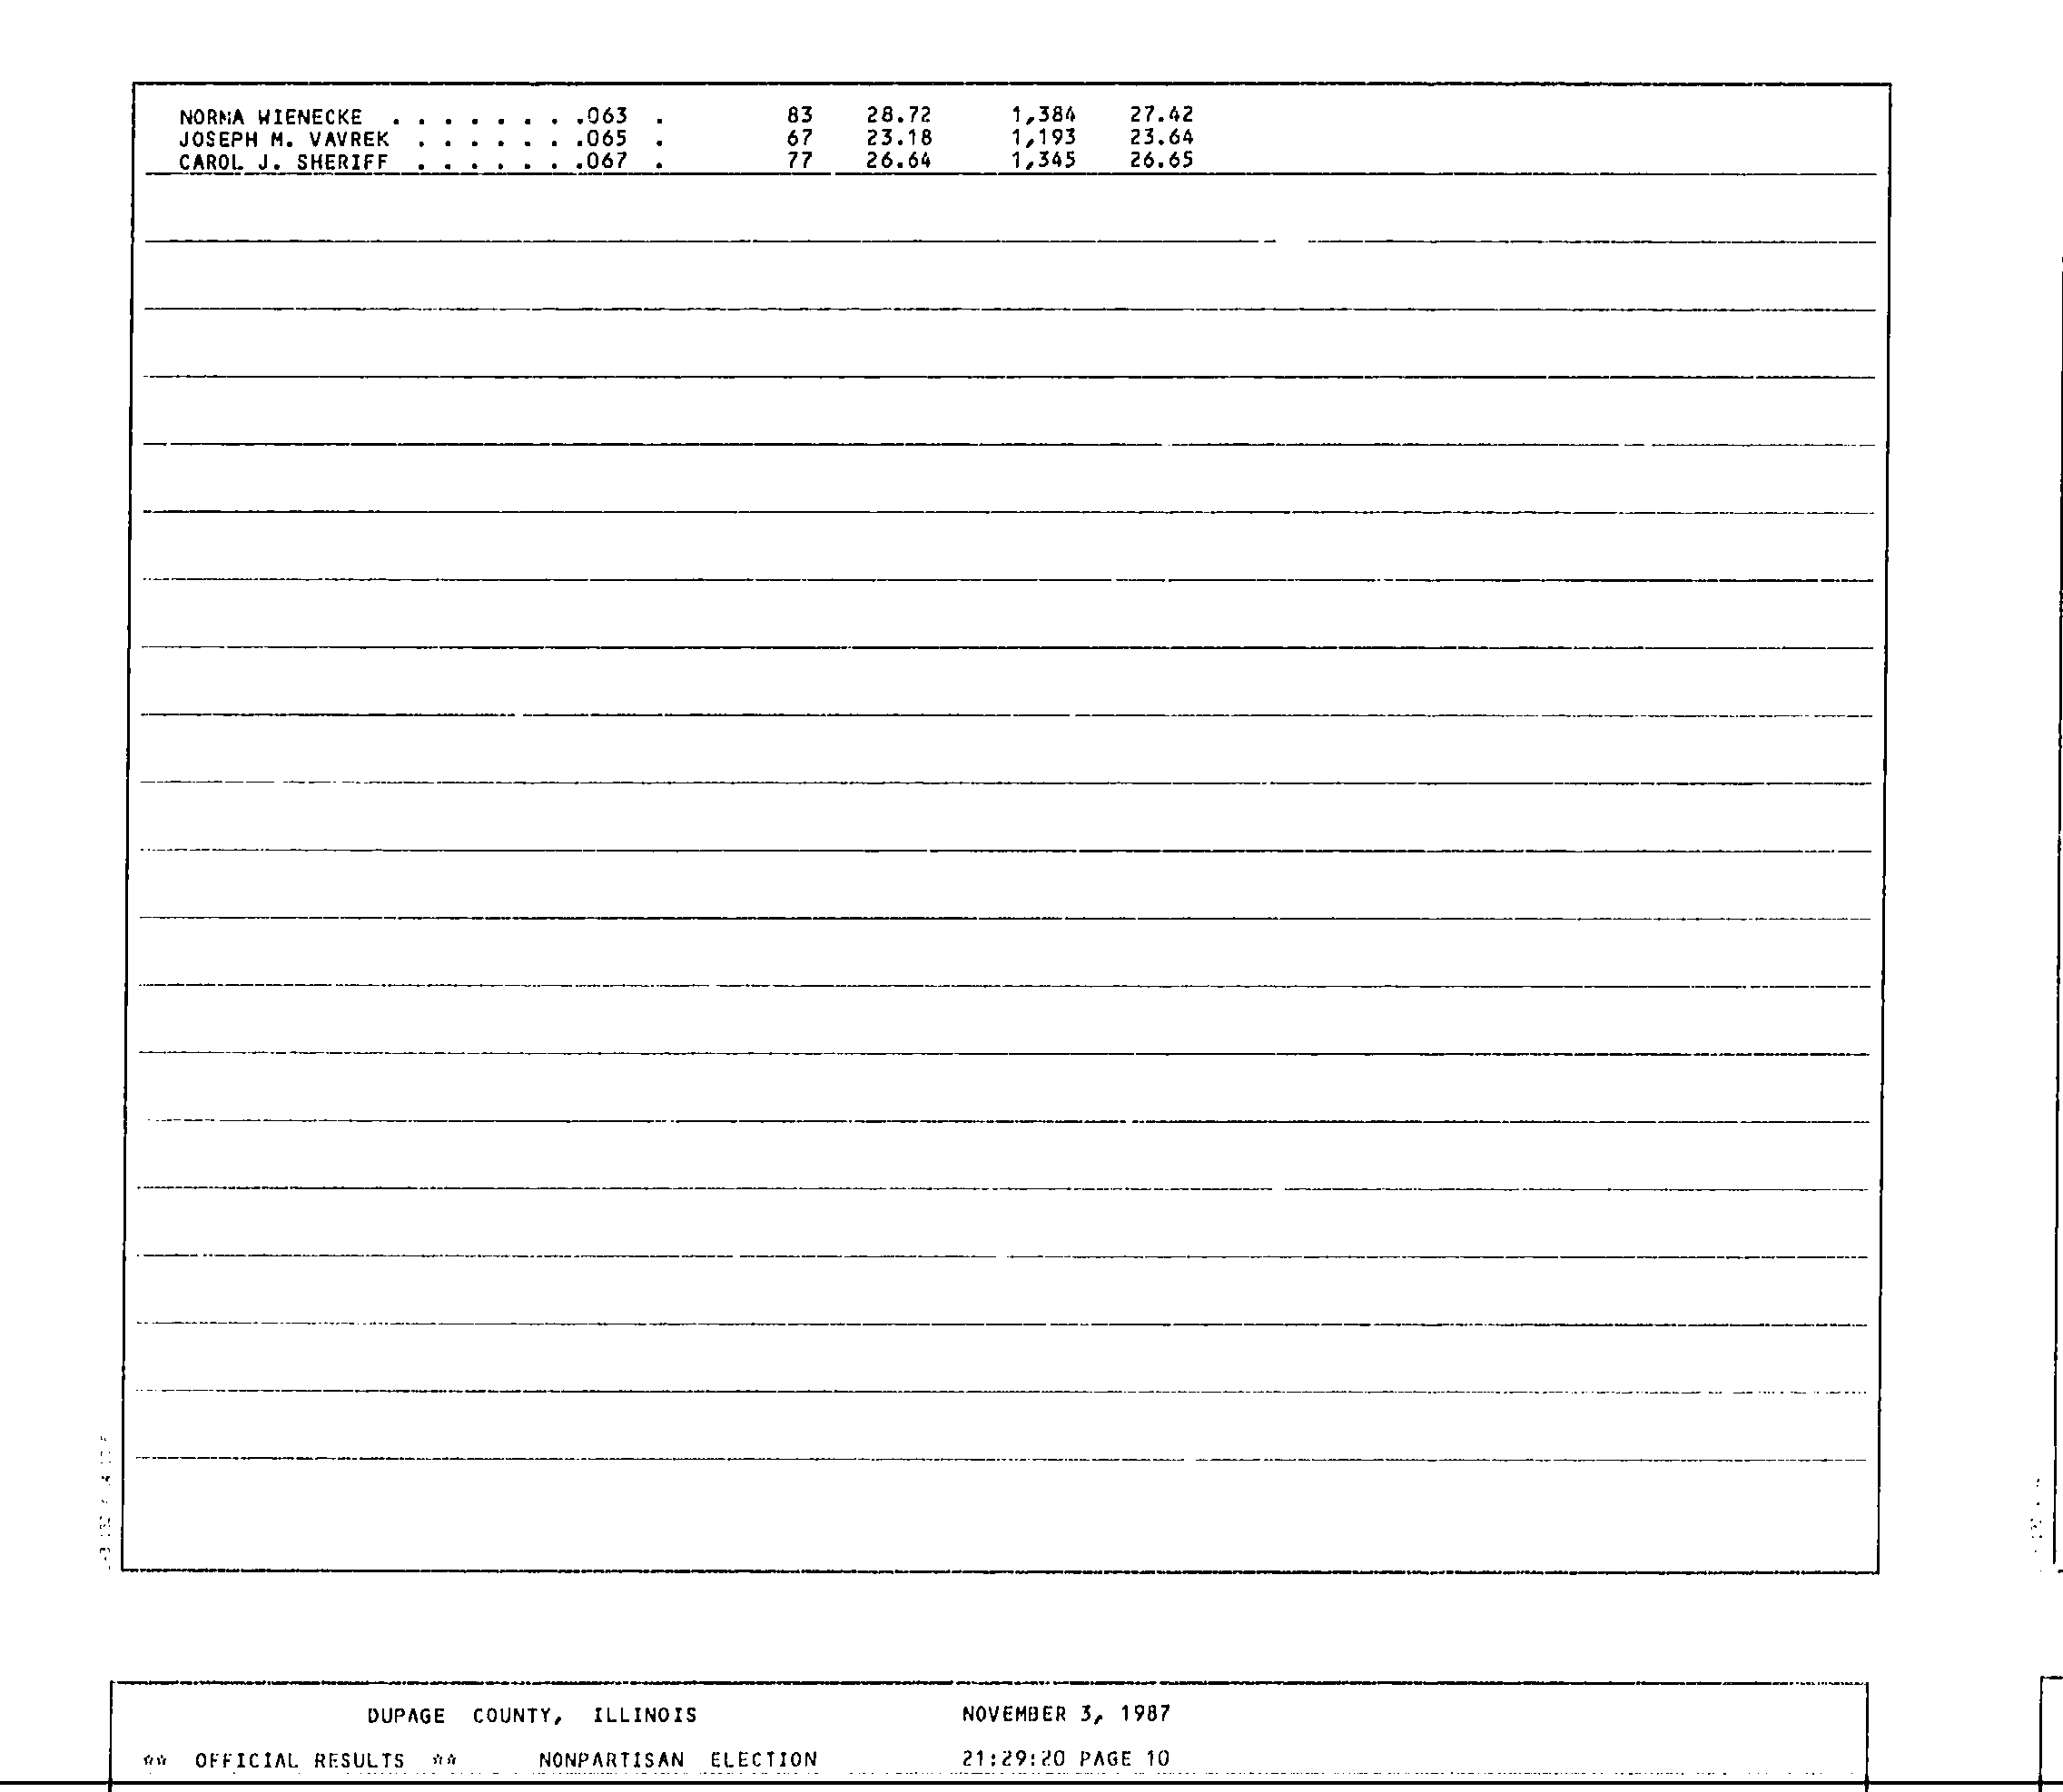 NORMA WIENECKE . . . . . . . .063 . 83 28.72 1,384 27.42
JOSEPH M. VAVREK . . . . . . .065 . 67 23.18 1,193 23.64
CAROL J. SHERIFF . . . . . . .067 . 77 26.64 1,345 26.65
DUPAGE COUNTY, ILLINOIS NOVEMBER 3, 1987
** OFFICIAL RESULTS ** NONPARTISAN ELECTION 21:29:20 PAGE 10